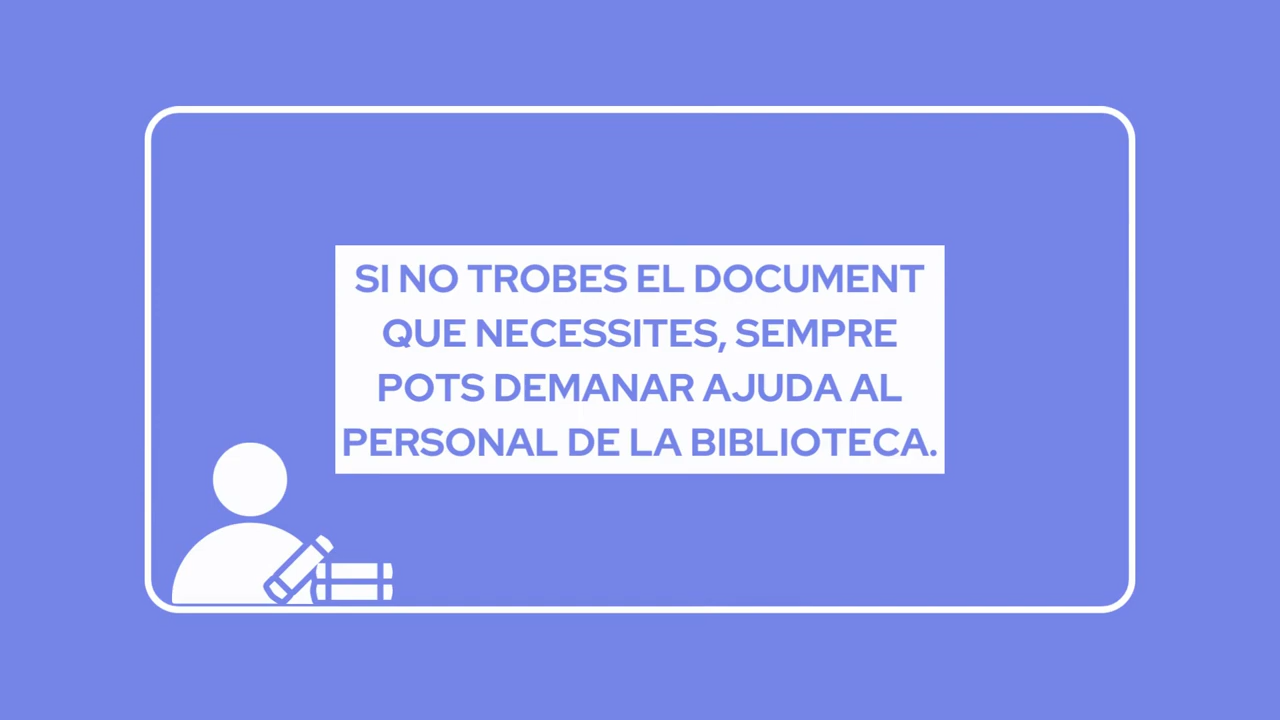 SI NO TROBES EL DOCUMENT
QUE NECESSITES, SEMPRE
POTS DEMANAR AJUDA AL
PERSONAL DE LA BIBLIOTECA.